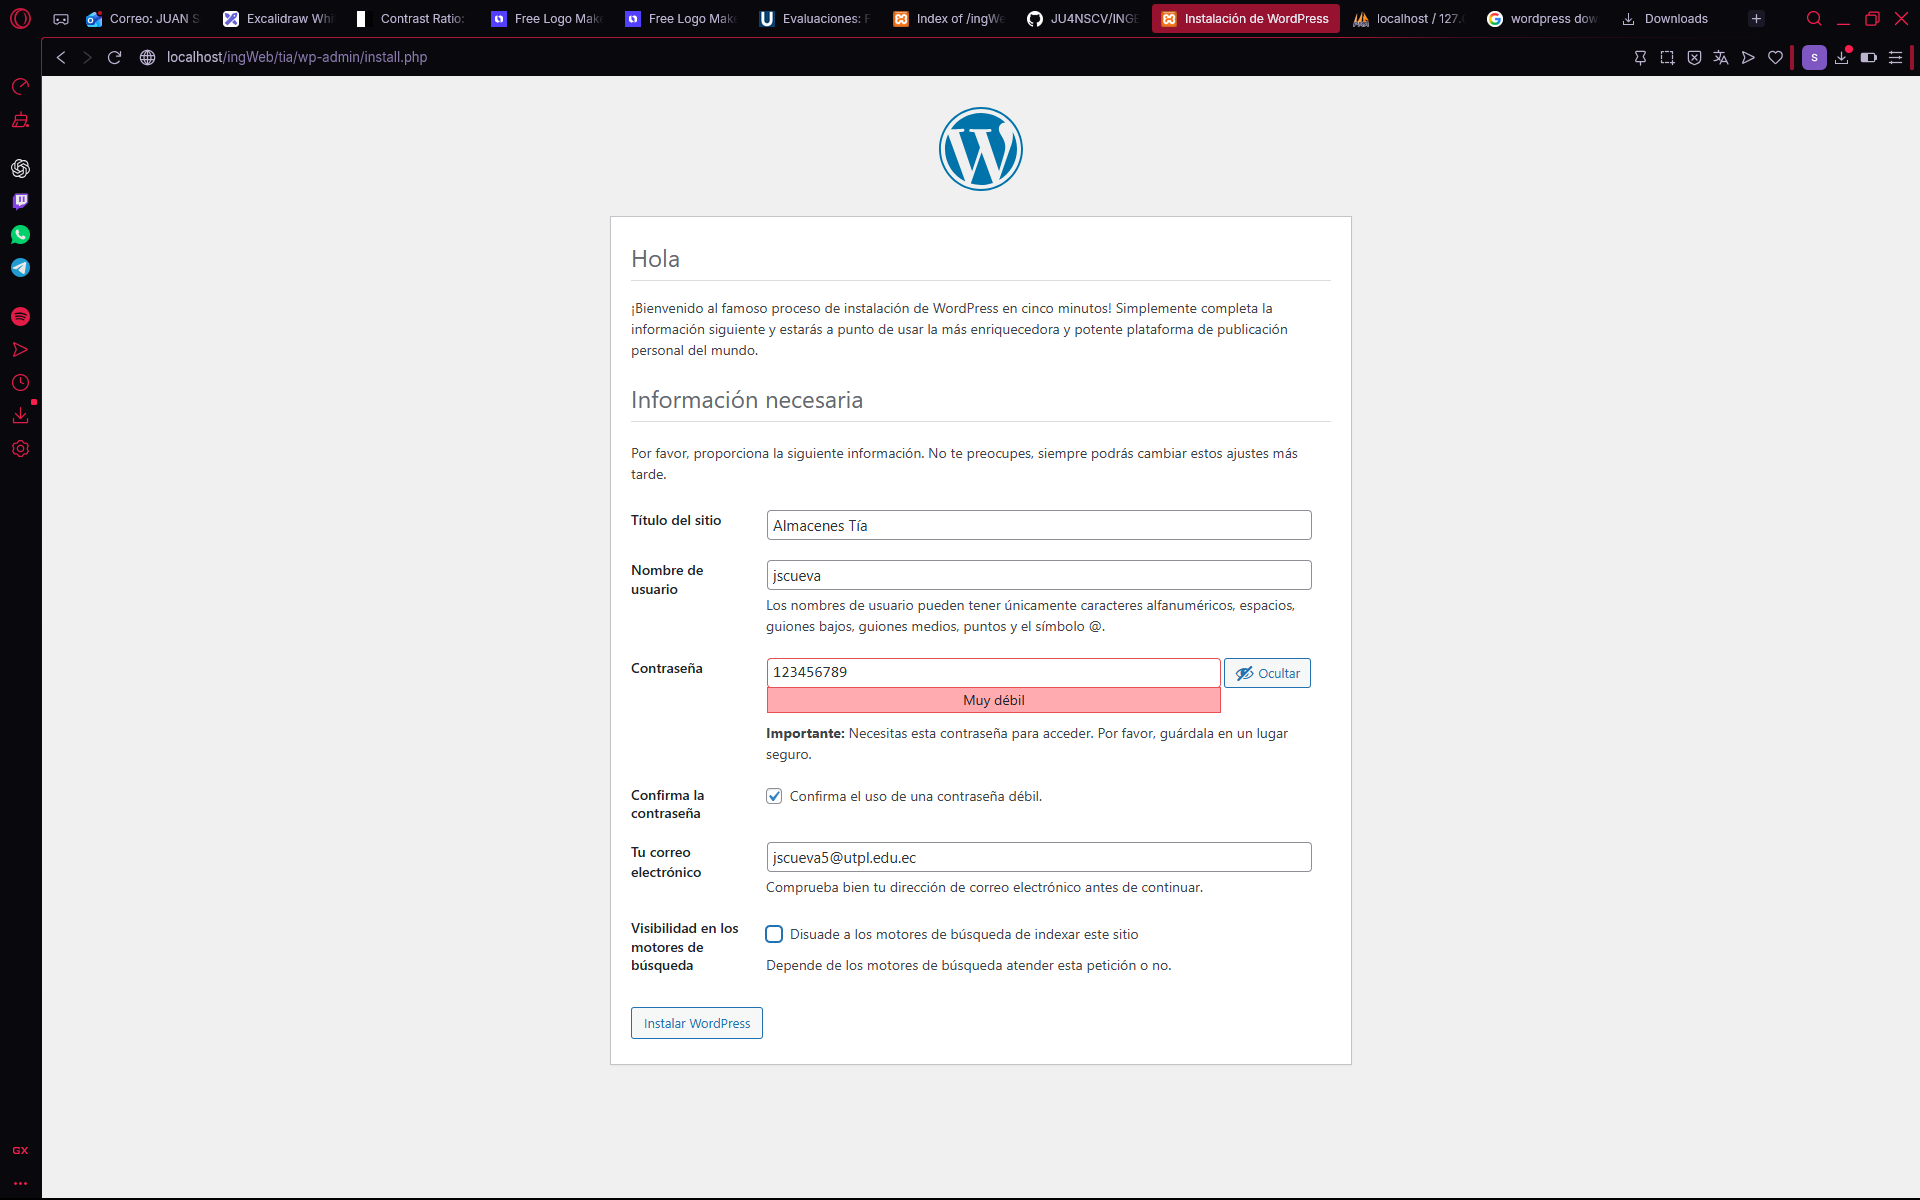 Correo: JUAN S
Excalidraw Whi
Contrast Ratio:
Free Logo Make
Free Logo Make
Evaluaciones: F
Index of /ingWe
JU4NSCV/INGE
Instalación de WordPress
localhost / 127.0
wordpress dow
Downloads
localhost/ingWeb/tia/wp-admin/install.php
S
Hola
¡Bienvenido al famoso proceso de instalación de WordPress en cinco minutos! Simplemente completa la
información siguiente y estarás a punto de usar la más enriquecedora y potente plataforma de publicación
personal del mundo.
Información necesaria
Por favor, proporciona la siguiente información. No te preocupes, siempre podrás cambiar estos ajustes más
tarde.
Título del sitio
Almacenes Tía
Nombre de
usuario
jscueva
Los nombres de usuario pueden tener únicamente caracteres alfanuméricos, espacios,
guiones bajos, guiones medios, puntos y el símbolo @.
Contraseña
123456789
Ocultar
Muy débil
Importante: Necesitas esta contraseña para acceder. Por favor, guárdala en un lugar
seguro.
Confirma la
contraseña
Confirma el uso de una contraseña débil.
Tu correo
electrónico
jscueva5@utpl.edu.ec
Comprueba bien tu dirección de correo electrónico antes de continuar.
Visibilidad en los
motores de
búsqueda
Disuade a los motores de búsqueda de indexar este sitio
Depende de los motores de búsqueda atender esta petición o no.
Instalar WordPress
GX